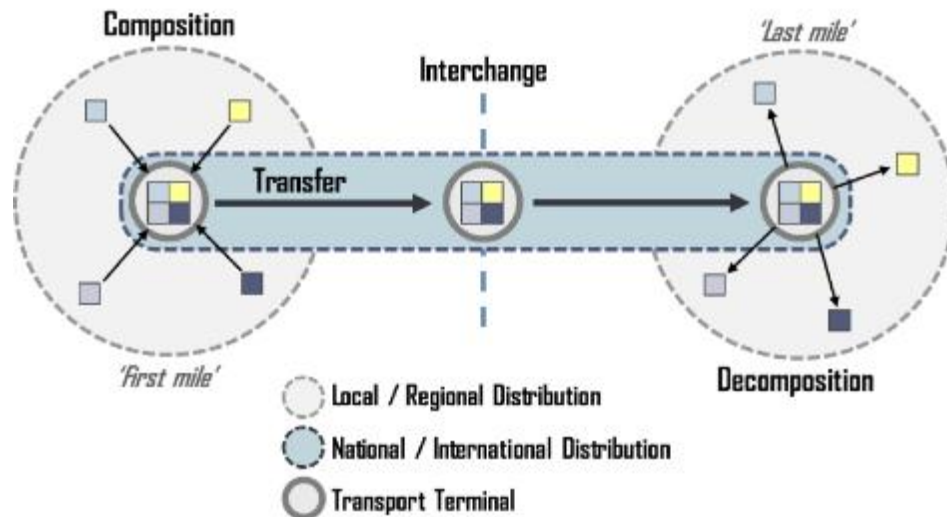 Composition
'Last mile'
Interchange
Transfer
'First mile'
Decomposition
Local / Regional Distribution
National / International Distribution
Transport Terminal